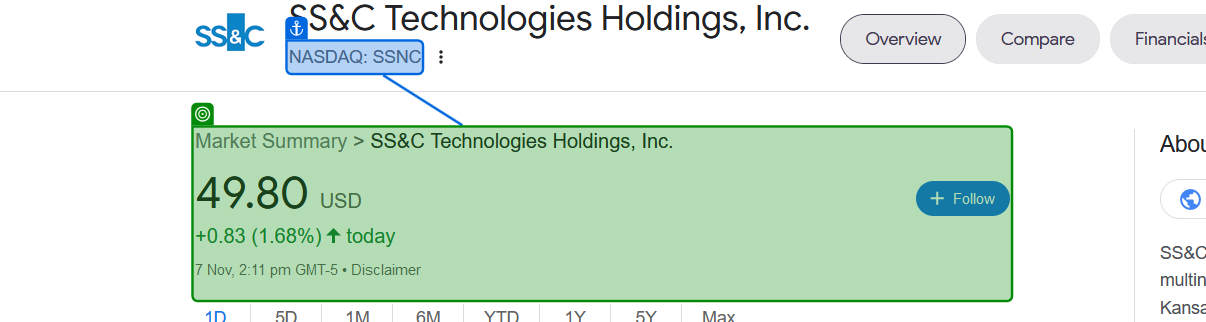 SS&C
SS&C Technologies Holdings, Inc.
NASDAQ: SSNC
Overview
Compare
Financials
Market Summary > SS&C Technologies Holdings, Inc.
49.80 USD
+ Follow
+0.83 (1.68%) ↑ today
7 Nov, 2:11 pm GMT-5 • Disclaimer
1D 5D 1M 6M YTD 1Y 5Y Max
Abou
SS&C
multin
Kansa